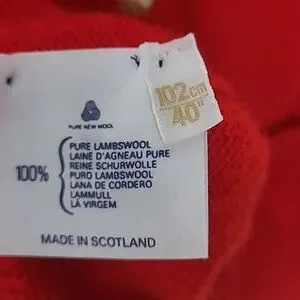 102cm
40"
PURE NEW WOOL
100%
PURE LAMBSWOOL
LAINE D'AGNEAU PURE
REINE SCHURWOLLE
PURO LAMBSWOOL
LANA DE CORDERO
LAMMULL
LÀ VIRGEM
MADE IN SCOTLAND